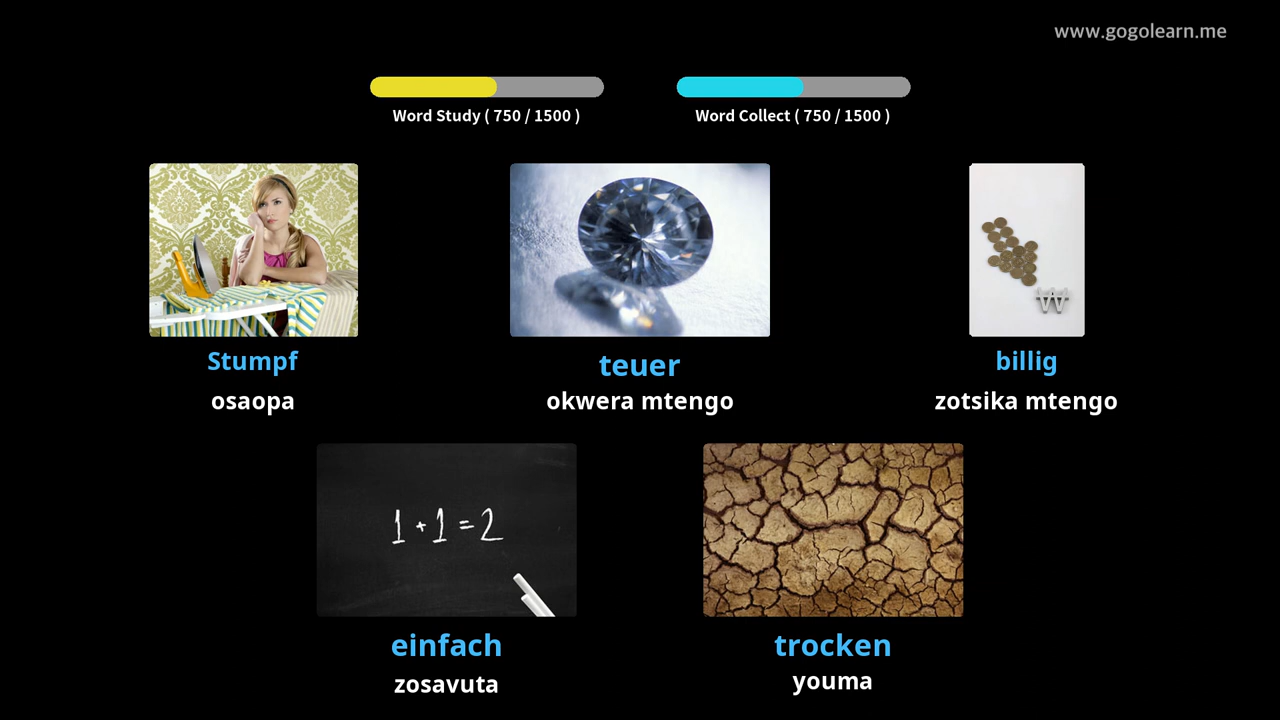 www.gogolearn.me
Word Study ( 750 / 1500 )
Word Collect ( 750 / 1500 )
Stumpf
osaopa
teuer
okwera mtengo
₩
billig
zotsika mtengo
1 + 1 = 2
einfach
zosavuta
trocken
youma